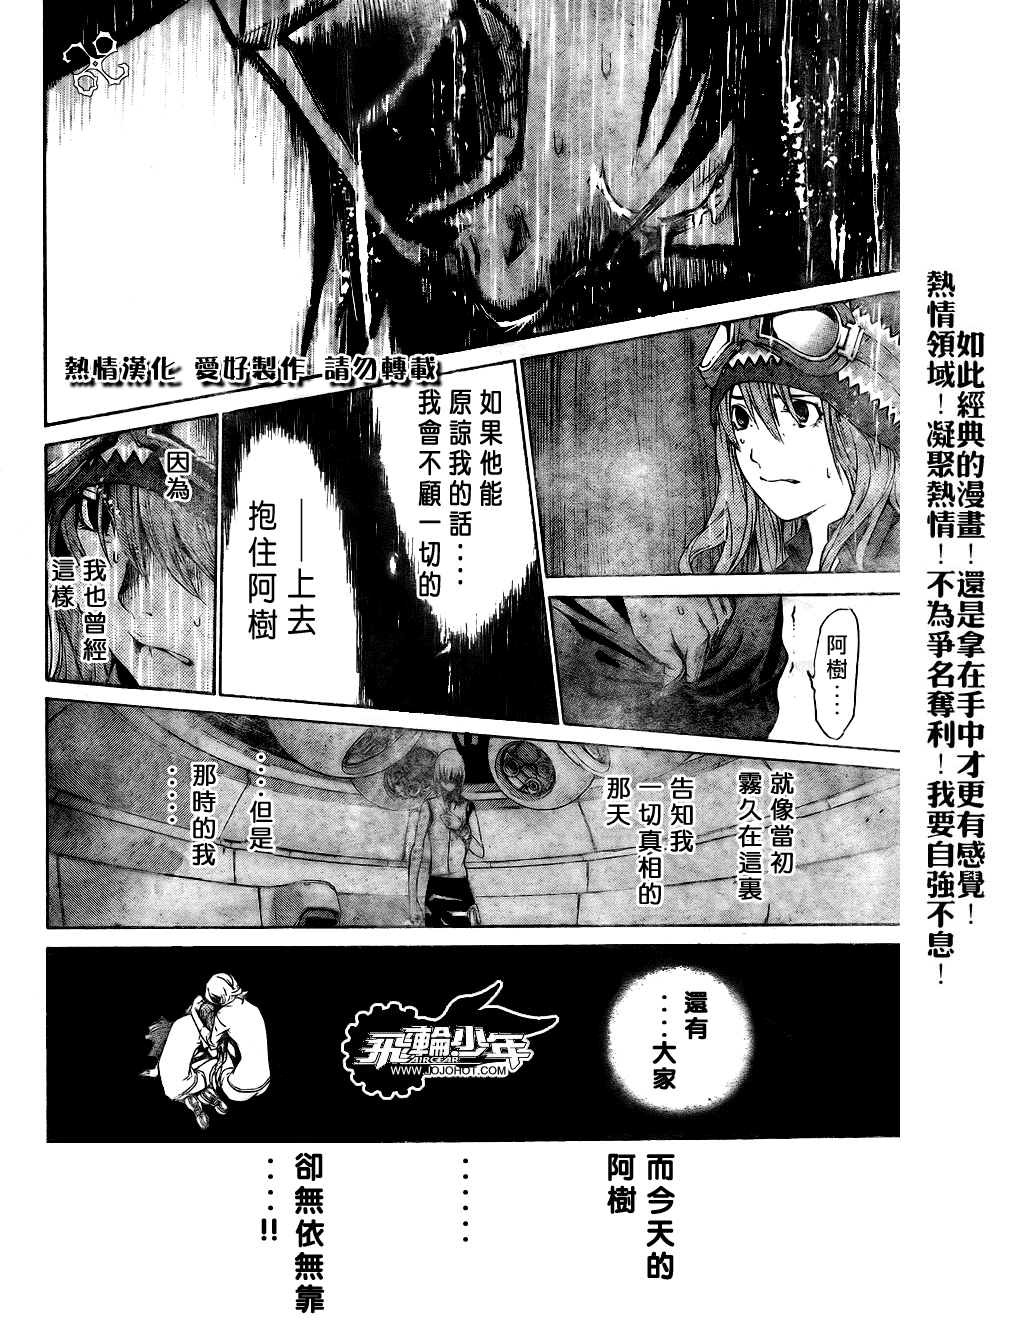 如此經典的漫畫！還是拿在手中才更有感覺！
熱情領域！凝聚熱情！不為爭名奪利！我要自強不息！
熱情漢化 愛好製作 請勿轉載
阿樹‥‥
如果他能
原諒我的話‥‥
我會不顧一切的
——上去
抱住阿樹
因為
我也曾經
這樣
就像當初
霧久在這裏
告知我
一切真相的
那天
‥‥但是
那時的我
‥‥‥
還有
‥‥大家
飛輪少年
AIRGEAR
WWW.JOJOHOT.COM
而今天的
阿樹
‥‥‥
卻無依無靠
‥‥!!